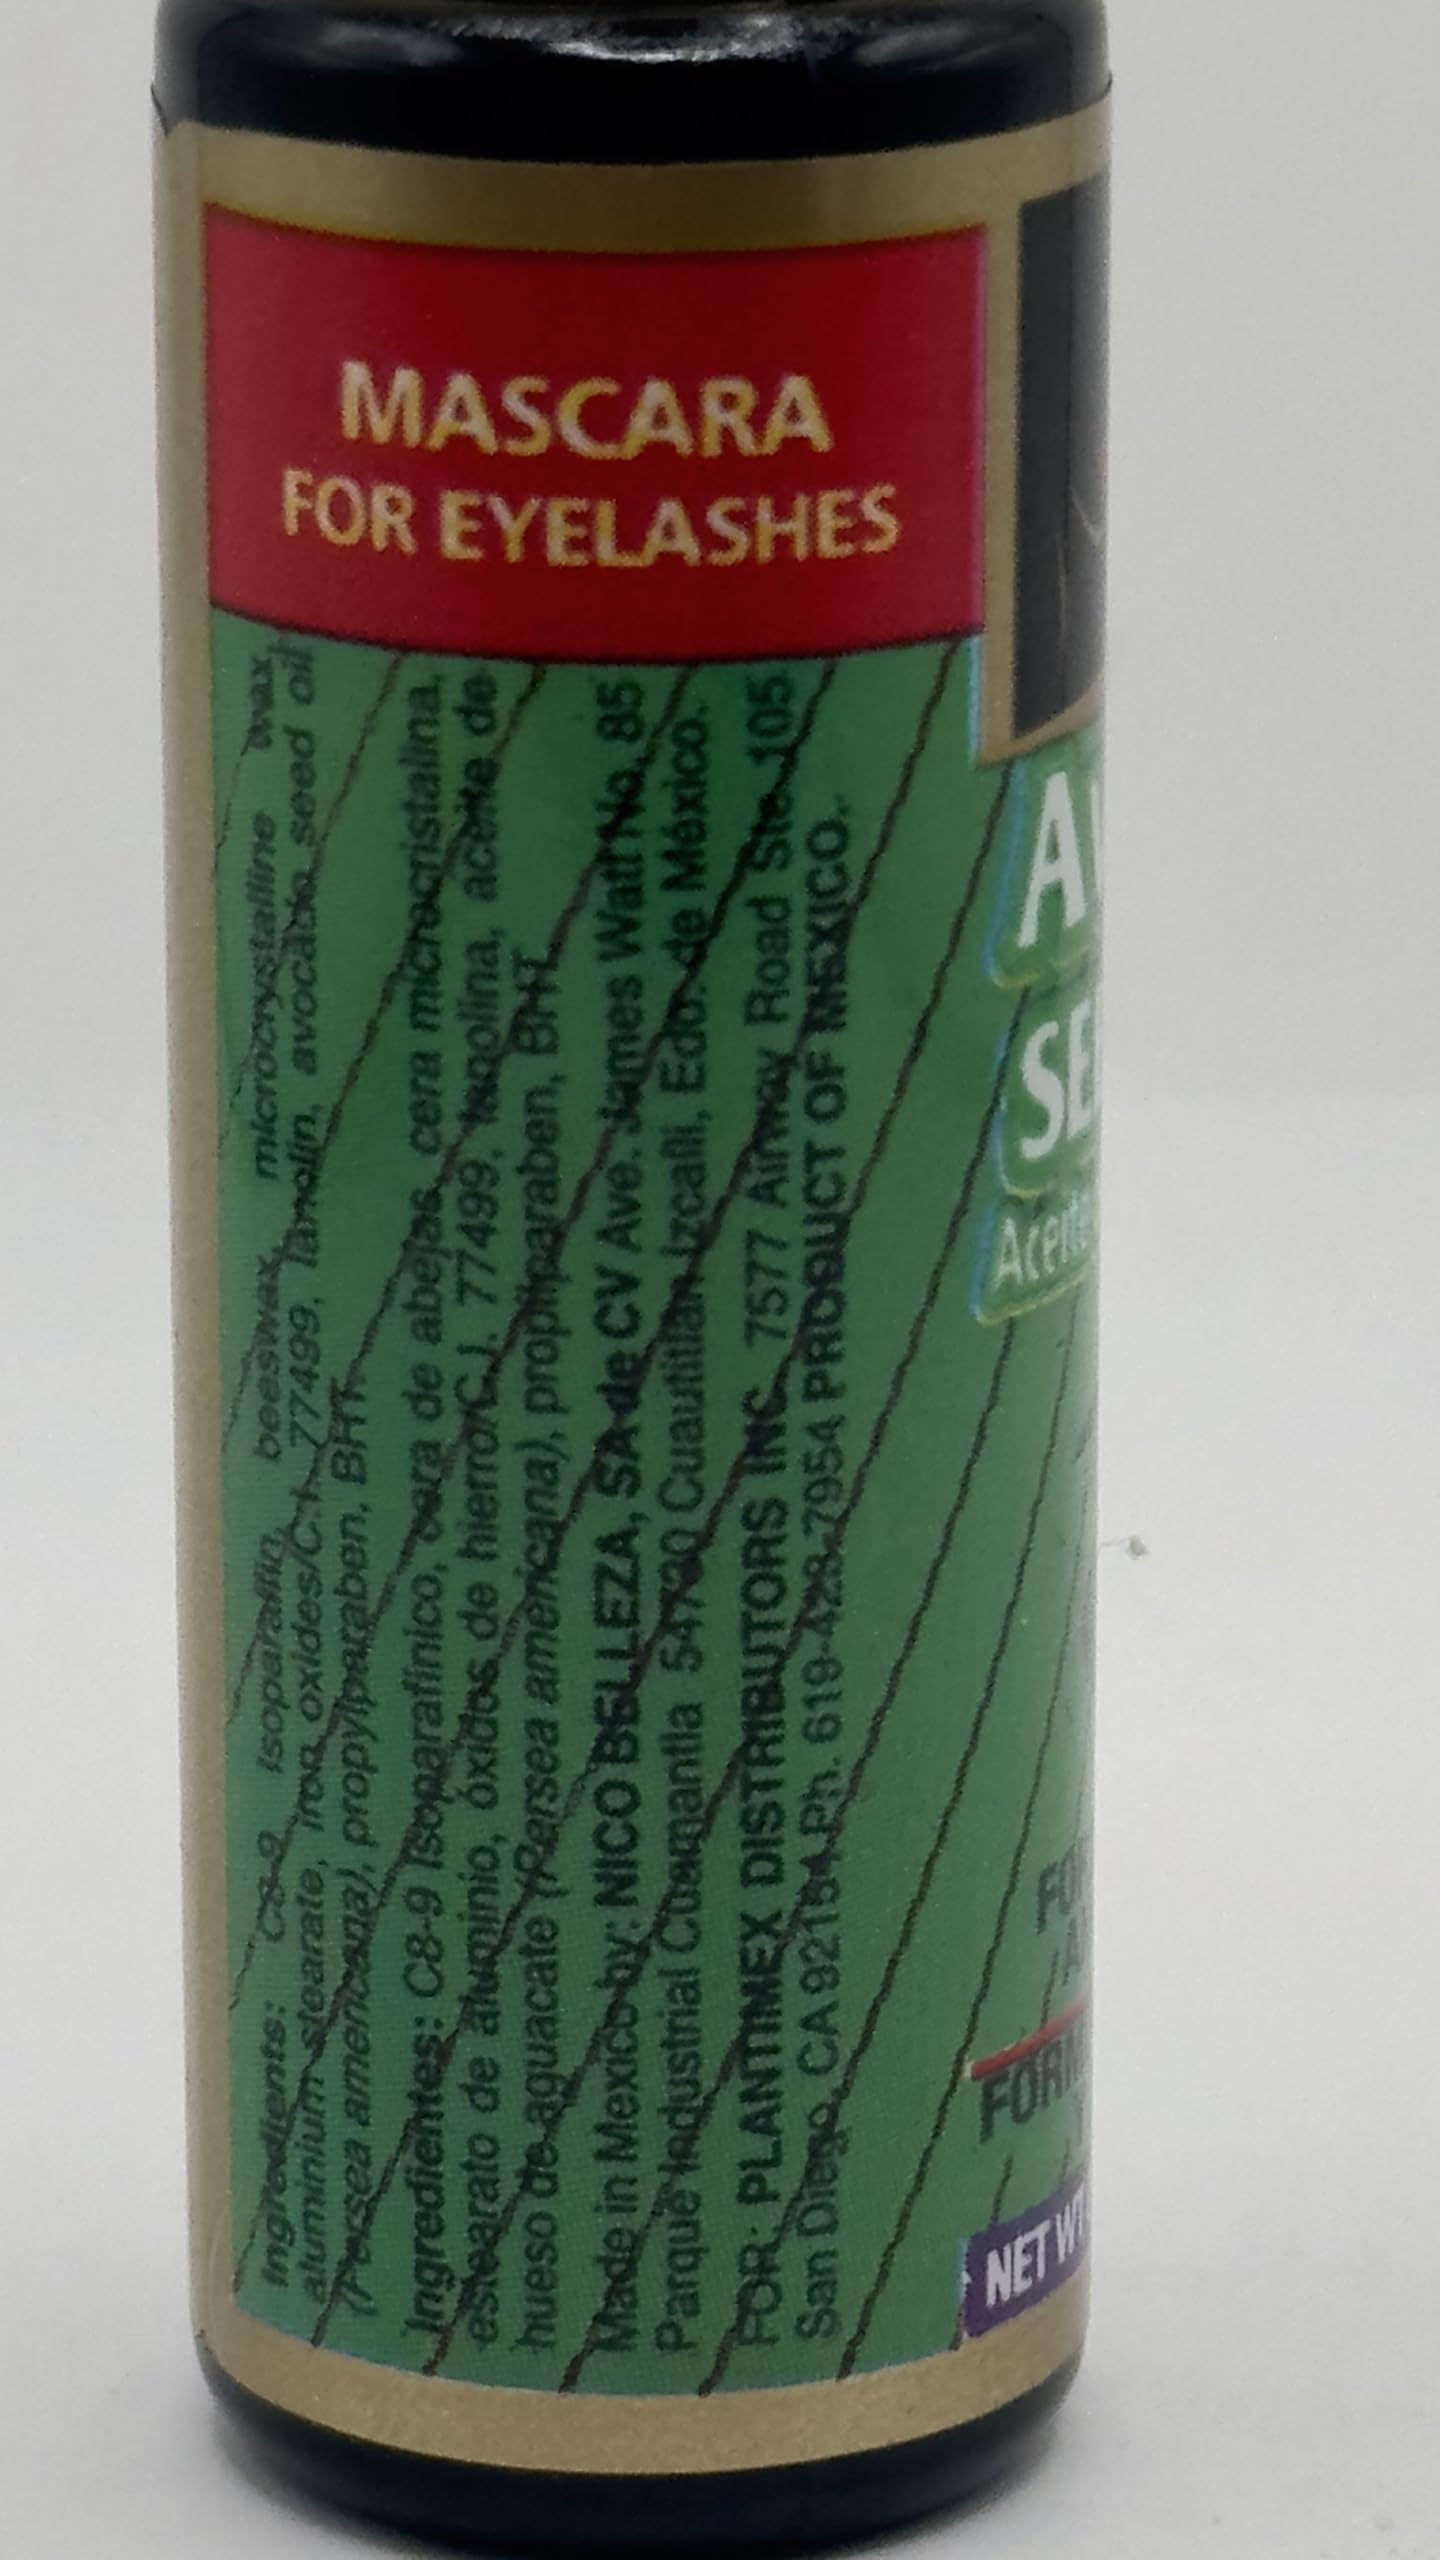 MASCARA
FOR EYELASHES
Ingredients: C8-9 isoparaffin, beeswax, microcrystalline wax,
aluminium stearate, iron oxides/C.I. 77499, lanolin, avocado seed oil
(Persea americana), propylparaben, BHT.
Ingredientes: C8-9 Isoparafínico, cera de abejas, cera microcristalina,
estearato de aluminio, óxidos de hierro/C.I. 77499, lanolina, aceite de
hueso de aguacate (Persea americana), propilparaben, BHT.
Made in Mexico by: NICO BELLEZA, SA de CV Ave. James Watt No. 85
Parque Industrial Cuamantla 54730 Cuautitlán Izcalli, Edo. de México.
FOR: PLANTIMEX DISTRIBUTORS INC. 7577 Airway Road Ste. 105
San Diego, CA 92154 Ph. 619-428-7954 PRODUCT OF MEXICO.
Aceite
NET WT